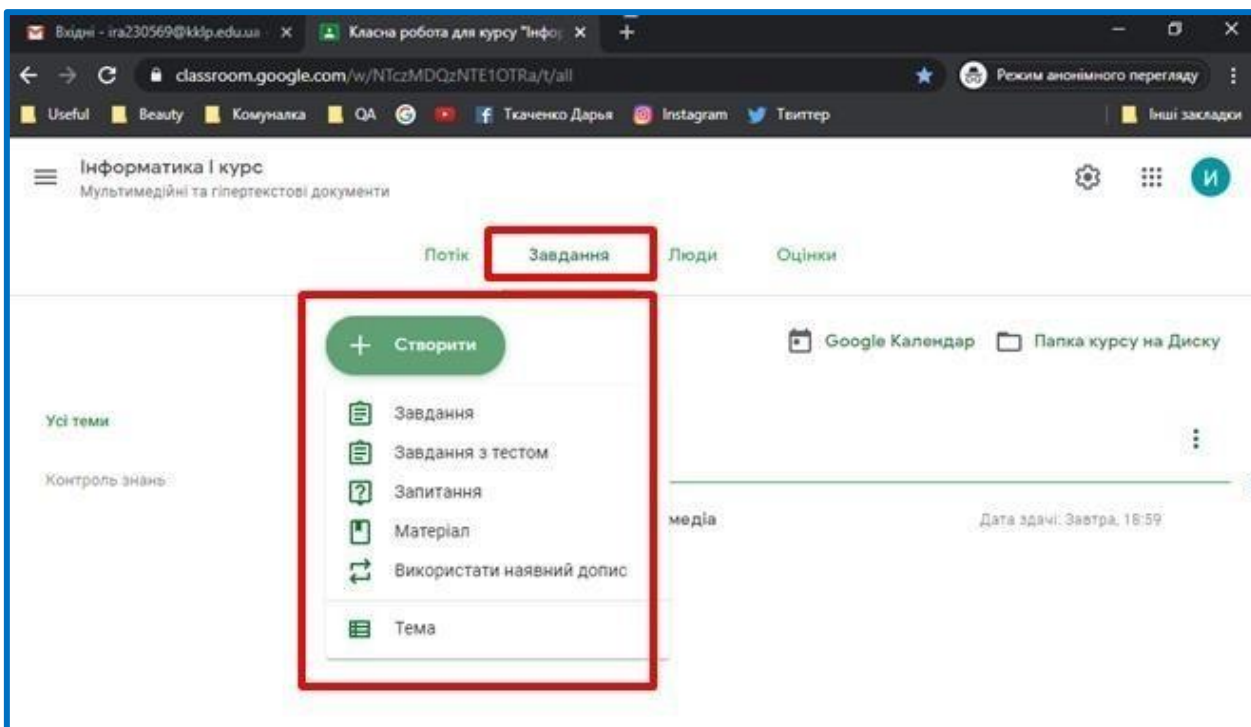 Вхідні - ira230569@kklp.edu.ua
Класна робота для курсу "Інфор
classroom.google.com/w/NTczMDQzNTE1OTRa/t/all
Режим анонімного перегляду
Useful Beauty Комуналка QA Ткаченко Дарья Instagram Твиттер Інші закладки
Інформатика І курс
Мультимедійні та гіпертекстові документи
И
Потік Завдання Люди Оцінки
+ Створити
Google Календар Папка курсу на Диску
Завдання
Усі теми
Завдання з тестом
Контроль знань
Запитання
Матеріал
медіа
Дата здачі: Завтра, 18:59
Використати наявний допис
Тема